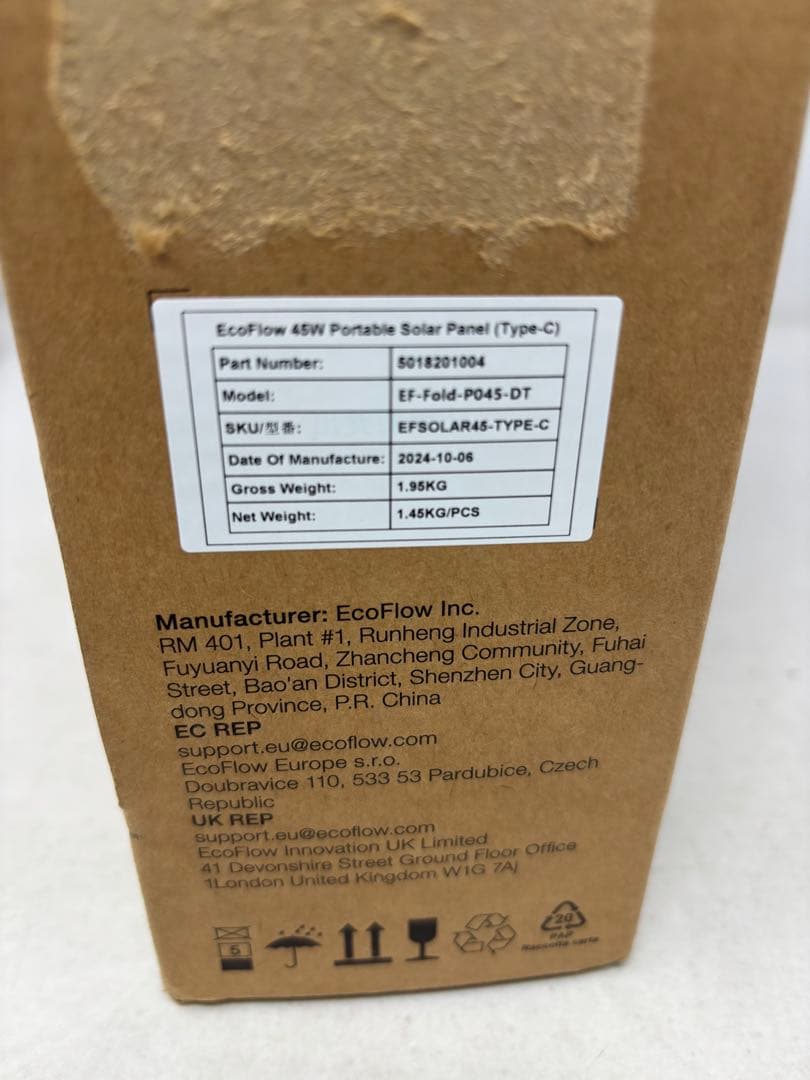 EcoFlow 45W Portable Solar Panel (Type-C)
Part Number: 5018201004
Model: EF-Fold-P045-DT
SKU/型番: EFSOLAR45-TYPE-C
Date Of Manufacture: 2024-10-06
Gross Weight: 1.95KG
Net Weight: 1.45KG/PCS
Manufacturer: EcoFlow Inc.
RM 401, Plant #1, Runheng Industrial Zone,
Fuyuanyi Road, Zhancheng Community, Fuhai
Street, Bao'an District, Shenzhen City, Guang-
dong Province, P.R. China
EC REP
support.eu@ecoflow.com
EcoFlow Europe s.r.o.
Doubravice 110, 533 53 Pardubice, Czech
Republic
UK REP
support.eu@ecoflow.com
EcoFlow Innovation UK Limited
41 Devonshire Street Ground Floor Office
1London United Kingdom W1G 7AJ
5
20
PAP
Raccolta carta